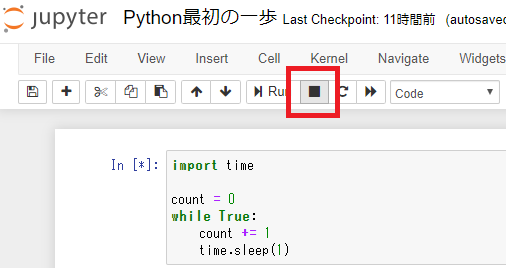 jupyter Python最初の一歩 Last Checkpoint: 11時間前 (autosaved
File Edit View Insert Cell Kernel Navigate Widgets
Run Code
In [*]: import time
count = 0
while True:
count += 1
time.sleep(1)